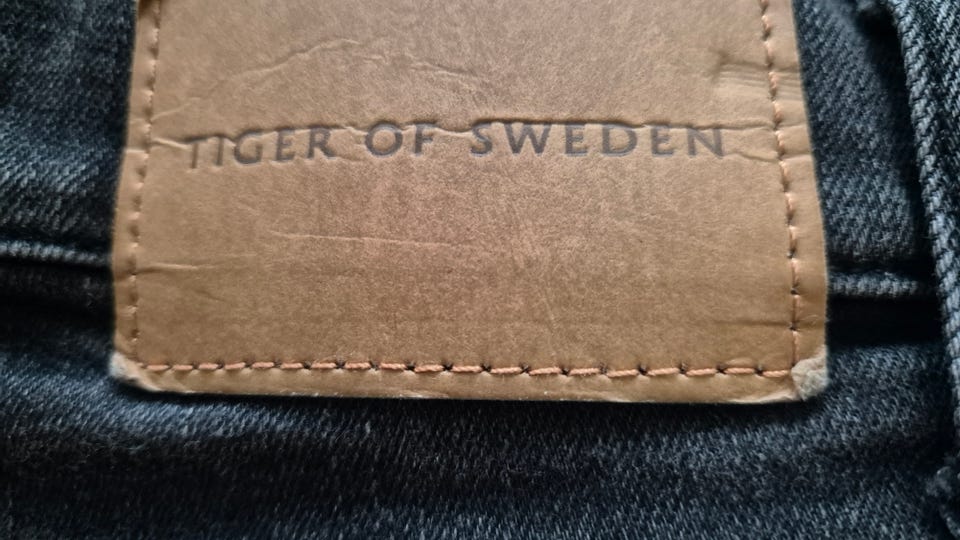 TIGER OF SWEDEN